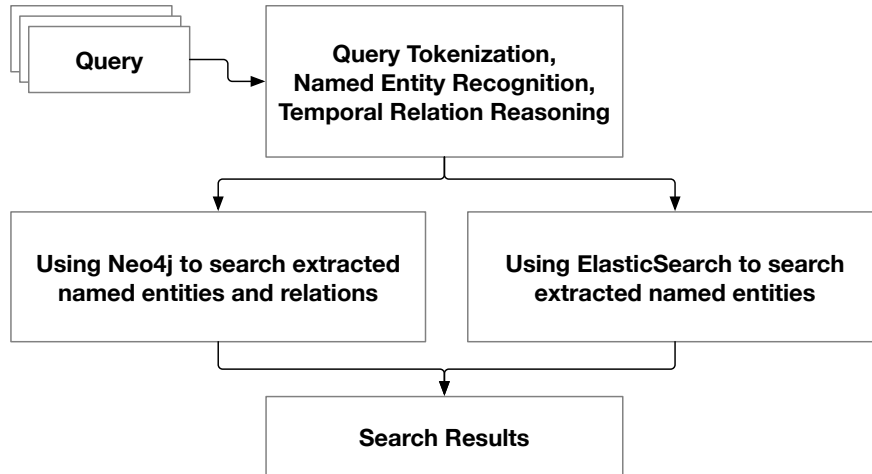 Query
Query Tokenization,
Named Entity Recognition,
Temporal Relation Reasoning
Using Neo4j to search extracted
named entities and relations
Using ElasticSearch to search
extracted named entities
Search Results